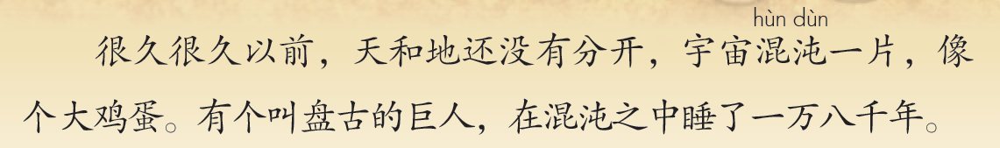 hùn dùn
很久很久以前，天和地还没有分开，宇宙混沌一片，像
个大鸡蛋。有个叫盘古的巨人，在混沌之中睡了一万八千年。